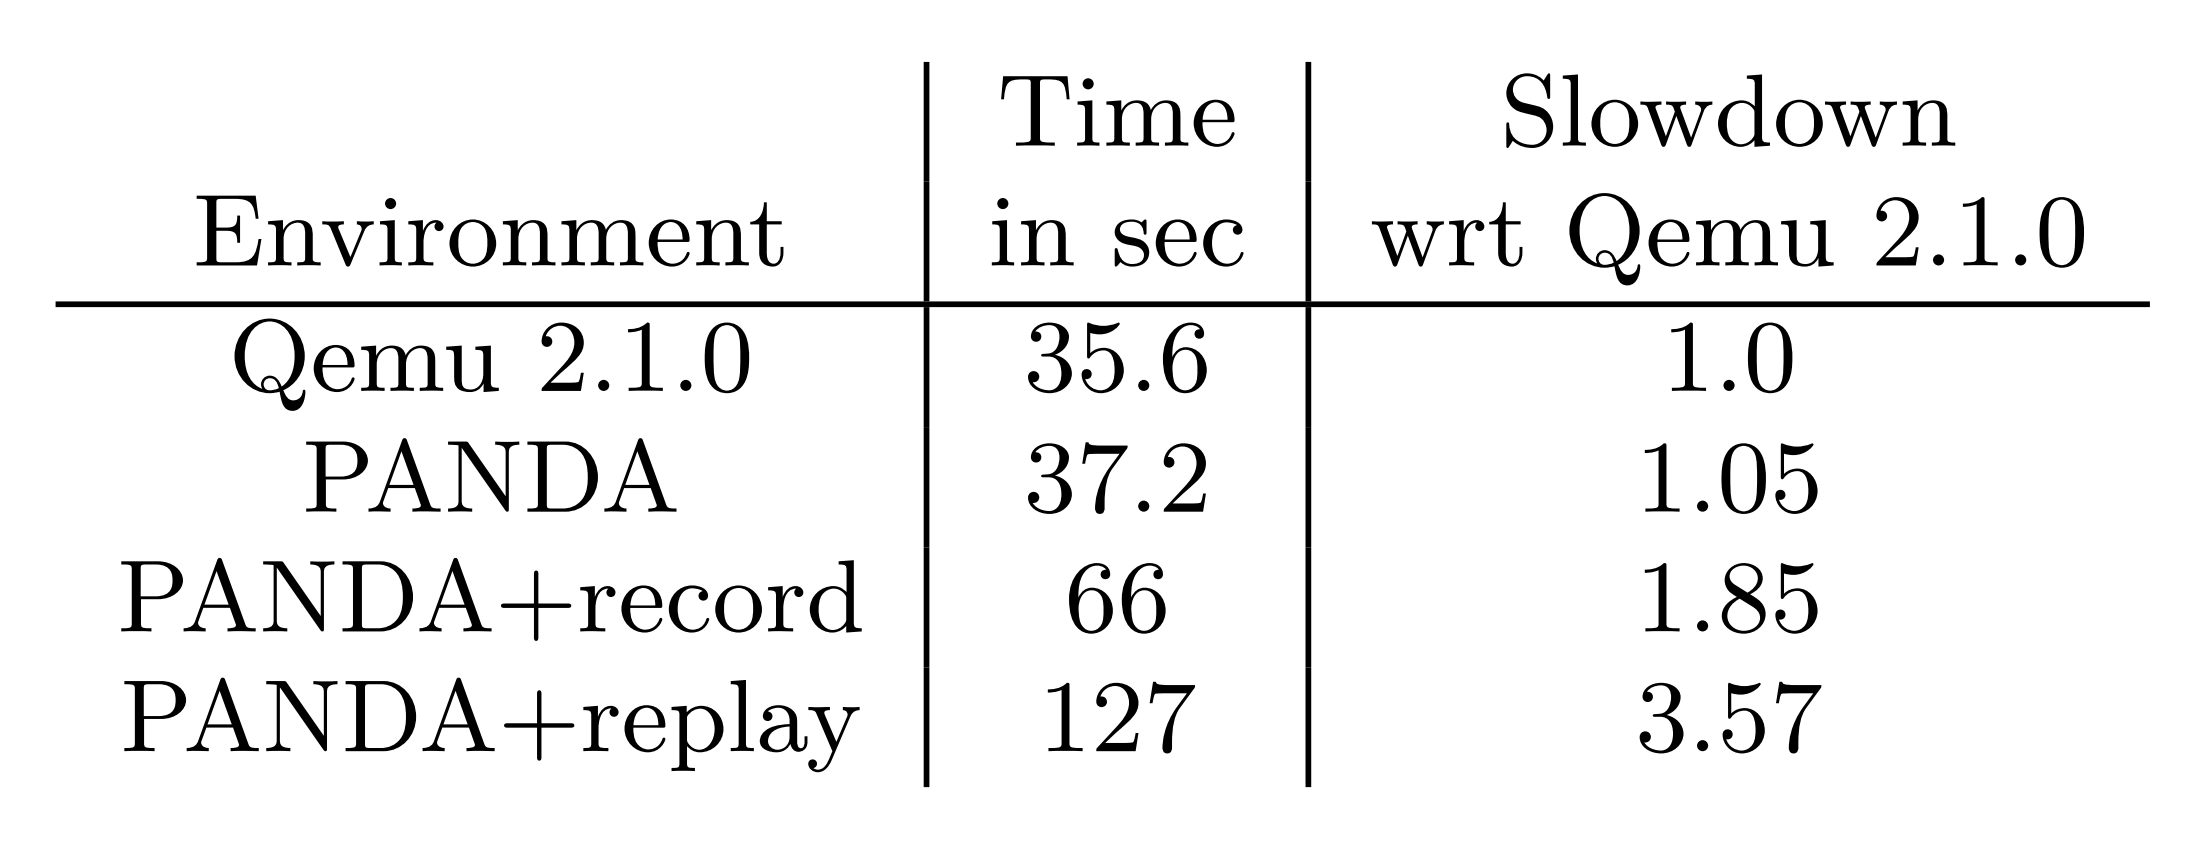 Time Slowdown
Environment in sec wrt Qemu 2.1.0
Qemu 2.1.0 35.6 1.0
PANDA 37.2 1.05
PANDA+record 66 1.85
PANDA+replay 127 3.57